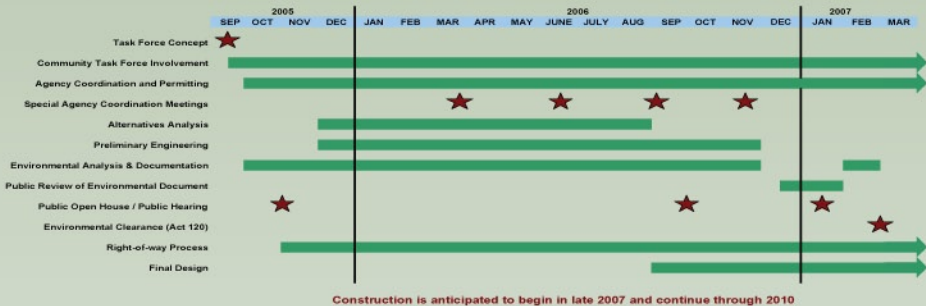 2005 2006 2007
SEP OCT NOV DEC JAN FEB MAR APR MAY JUNE JULY AUG SEP OCT NOV DEC JAN FEB MAR
Task Force Concept
Community Task Force Involvement
Agency Coordination and Permitting
Special Agency Coordination Meetings
Alternatives Analysis
Preliminary Engineering
Environmental Analysis & Documentation
Public Review of Environmental Document
Public Open House / Public Hearing
Environmental Clearance (Act 120)
Right-of-way Process
Final Design
Construction is anticipated to begin in late 2007 and continue through 2010